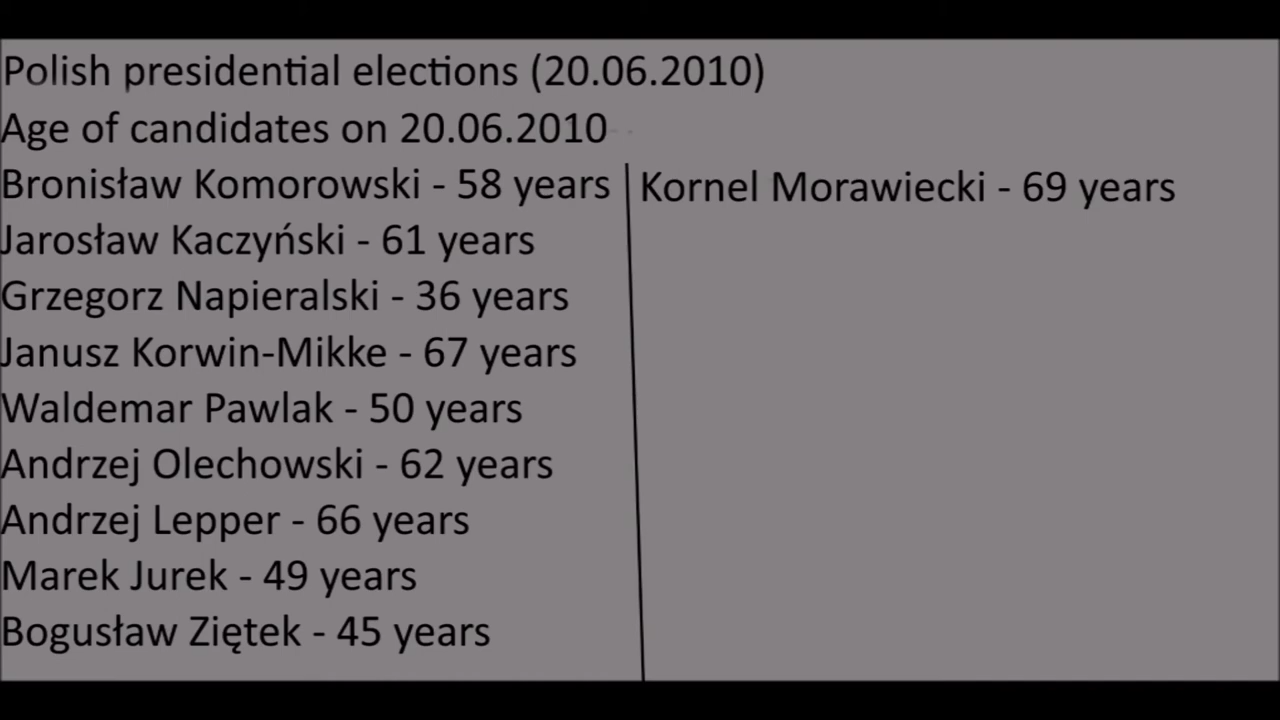 Polish presidential elections (20.06.2010)
Age of candidates on 20.06.2010
Bronisław Komorowski - 58 years
Jarosław Kaczyński - 61 years
Grzegorz Napieralski - 36 years
Janusz Korwin-Mikke - 67 years
Waldemar Pawlak - 50 years
Andrzej Olechowski - 62 years
Andrzej Lepper - 66 years
Marek Jurek - 49 years
Bogusław Ziętek - 45 years
Kornel Morawiecki - 69 years